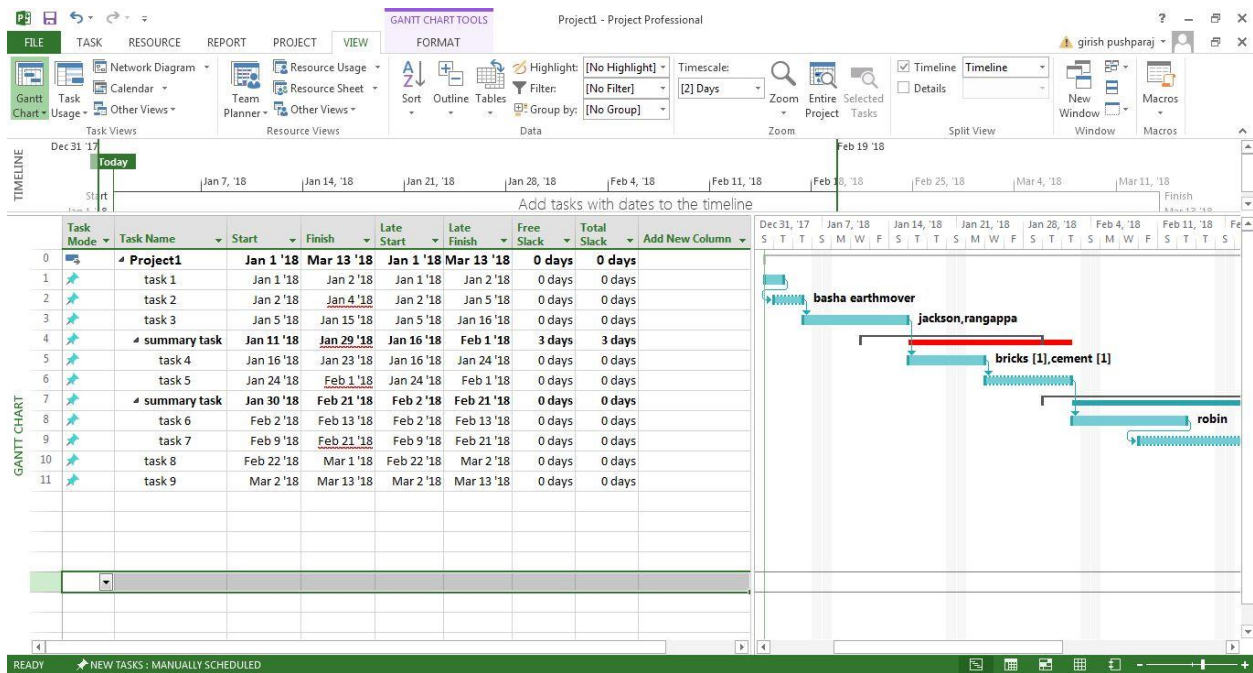 GANTT CHART TOOLS
Project1 - Project Professional
?
FILE TASK RESOURCE REPORT PROJECT VIEW FORMAT
girish pushparaj
Network Diagram
Calendar
Other Views
Gantt Chart
Task Usage
Task Views
Team Planner
Resource Usage
Resource Sheet
Other Views
Resource Views
Sort
Outline
Tables
Highlight: [No Highlight]
Filter: [No Filter]
Group by: [No Group]
Data
Timescale:
[2] Days
Zoom
Entire Project
Selected Tasks
Zoom
Timeline Timeline
Details
Split View
New Window
Window
Macros
Macros
TIMELINE
Dec 31 '17
Feb 19 '18
Today
Jan 7, '18 Jan 14, '18 Jan 21, '18 Jan 28, '18 Feb 4, '18 Feb 11, '18 Feb 18, '18 Feb 25, '18 Mar 4, '18 Mar 11, '18
Start
Jan 1 '18
Add tasks with dates to the timeline
Finish
Mar 13 '18
GANTT CHART
Task Mode Task Name Start Finish Late Start Late Finish Free Slack Total Slack Add New Column
0 Project1 Jan 1 '18 Mar 13 '18 Jan 1 '18 Mar 13 '18 0 days 0 days
1 task 1 Jan 1 '18 Jan 2 '18 Jan 1 '18 Jan 2 '18 0 days 0 days
2 task 2 Jan 2 '18 Jan 4 '18 Jan 2 '18 Jan 5 '18 0 days 0 days
3 task 3 Jan 5 '18 Jan 15 '18 Jan 5 '18 Jan 16 '18 0 days 0 days
4 summary task Jan 11 '18 Jan 29 '18 Jan 16 '18 Feb 1 '18 3 days 3 days
5 task 4 Jan 16 '18 Jan 23 '18 Jan 16 '18 Jan 24 '18 0 days 0 days
6 task 5 Jan 24 '18 Feb 1 '18 Jan 24 '18 Feb 1 '18 0 days 0 days
7 summary task Jan 30 '18 Feb 21 '18 Feb 2 '18 Feb 21 '18 0 days 0 days
8 task 6 Feb 2 '18 Feb 13 '18 Feb 2 '18 Feb 13 '18 0 days 0 days
9 task 7 Feb 9 '18 Feb 21 '18 Feb 9 '18 Feb 21 '18 0 days 0 days
10 task 8 Feb 22 '18 Mar 1 '18 Feb 22 '18 Mar 2 '18 0 days 0 days
11 task 9 Mar 2 '18 Mar 13 '18 Mar 2 '18 Mar 13 '18 0 days 0 days
Dec 31, '17 Jan 7, '18 Jan 14, '18 Jan 21, '18 Jan 28, '18 Feb 4, '18 Feb 11, '18 Fe
S T T S M W F S T T S M W F S T T S M W F S T T S
basha earthmover
jackson,rangappa
bricks [1],cement [1]
robin
READY NEW TASKS : MANUALLY SCHEDULED